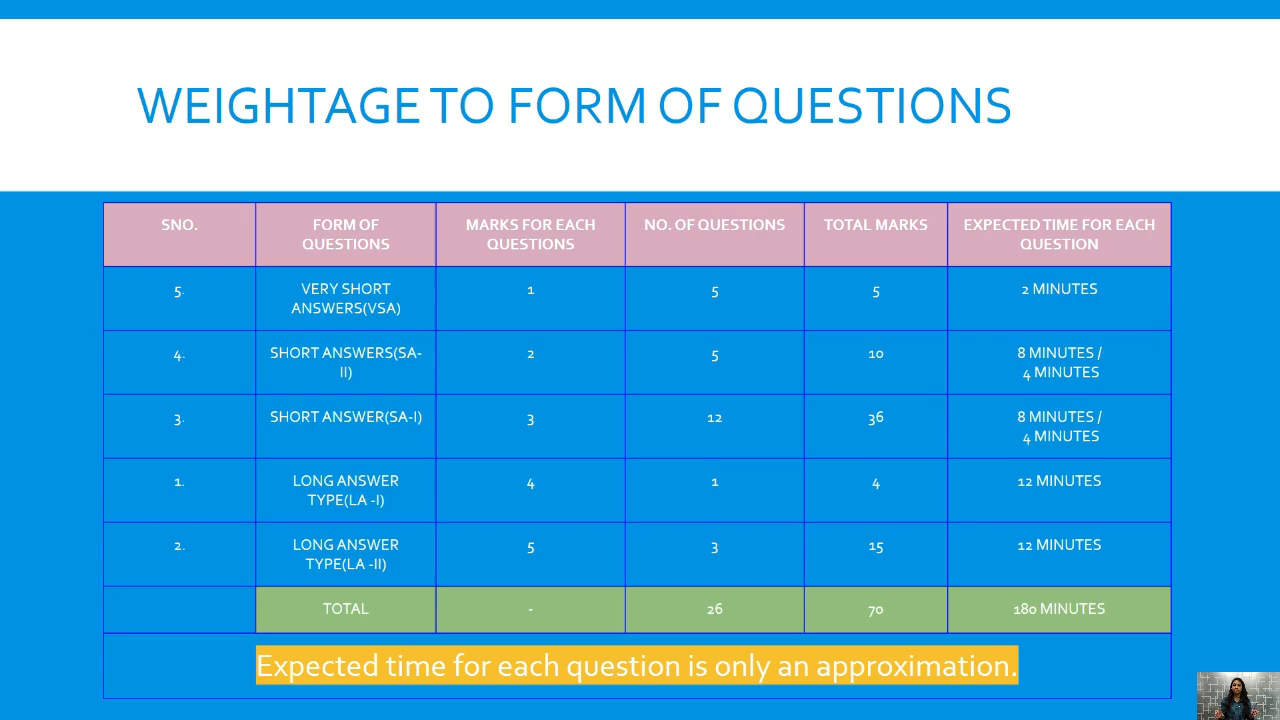 WEIGHTAGE TO FORM OF QUESTIONS
SNO. FORM OF QUESTIONS MARKS FOR EACH QUESTIONS NO. OF QUESTIONS TOTAL MARKS EXPECTED TIME FOR EACH QUESTION
5. VERY SHORT ANSWERS(VSA) 1 5 5 2 MINUTES
4. SHORT ANSWERS(SA-II) 2 5 10 8 MINUTES / 4 MINUTES
3. SHORT ANSWER(SA-I) 3 12 36 8 MINUTES / 4 MINUTES
1. LONG ANSWER TYPE(LA -I) 4 1 4 12 MINUTES
2. LONG ANSWER TYPE(LA -II) 5 3 15 12 MINUTES
TOTAL - 26 70 180 MINUTES
Expected time for each question is only an approximation.